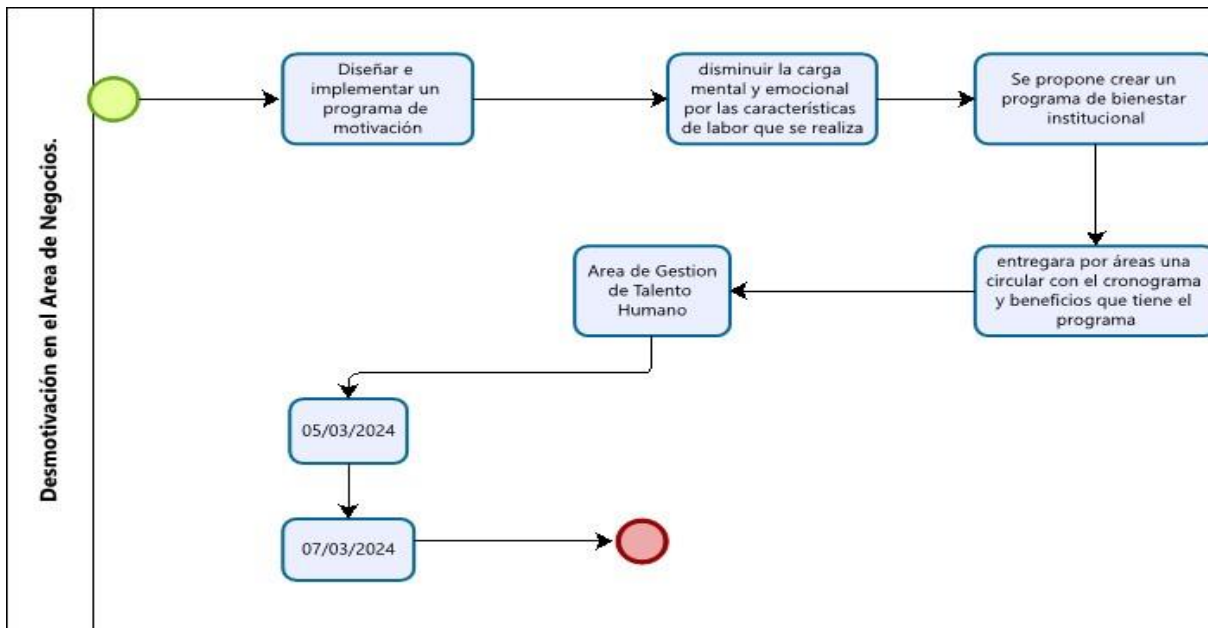 Desmotivación en el Area de Negocios.
Diseñar e
implementar un
programa de
motivación
disminuir la carga
mental y emocional
por las características
de labor que se realiza
Se propone crear un
programa de bienestar
institucional
entregara por áreas una
circular con el cronograma
y beneficios que tiene el
programa
Area de Gestion
de Talento
Humano
05/03/2024
07/03/2024